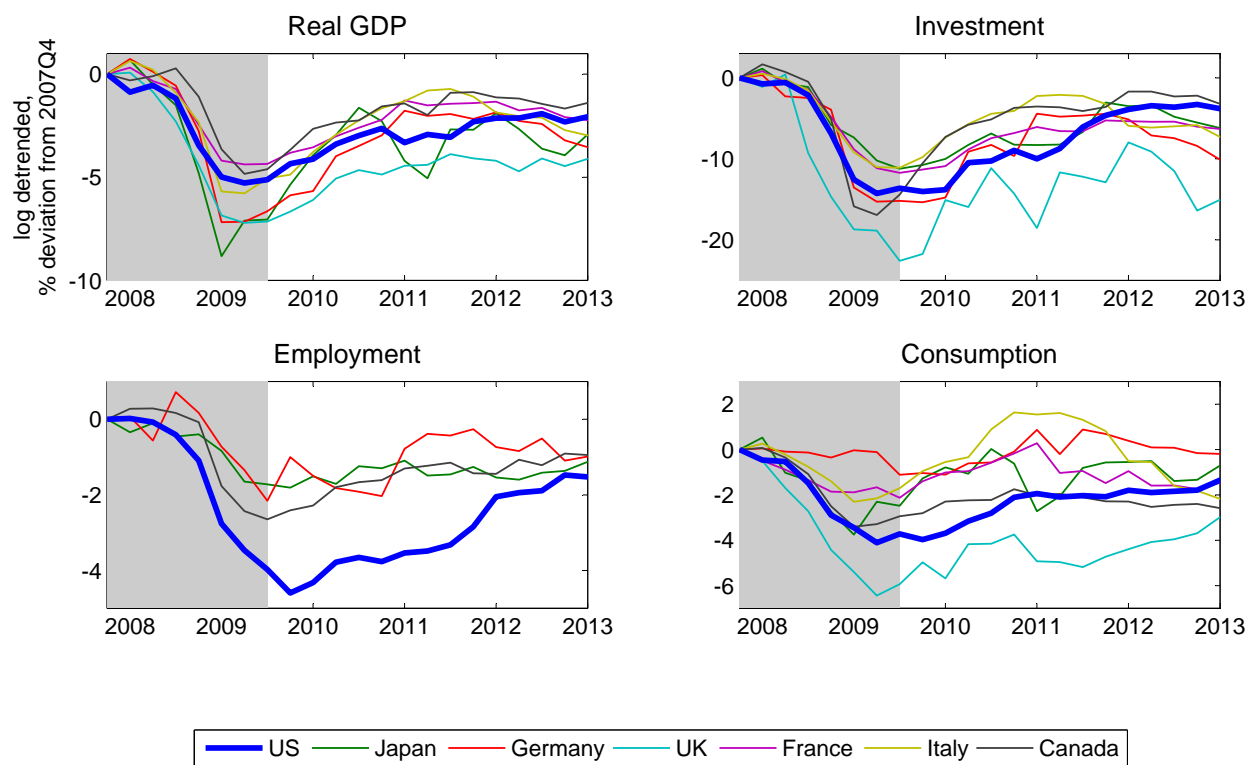 Real GDP
log detrended,
% deviation from 2007Q4
0
-5
-10
2008 2009 2010 2011 2012 2013
Investment
0
-10
-20
2008 2009 2010 2011 2012 2013
Employment
0
-2
-4
2008 2009 2010 2011 2012 2013
Consumption
2
0
-2
-4
-6
2008 2009 2010 2011 2012 2013
US Japan Germany UK France Italy Canada